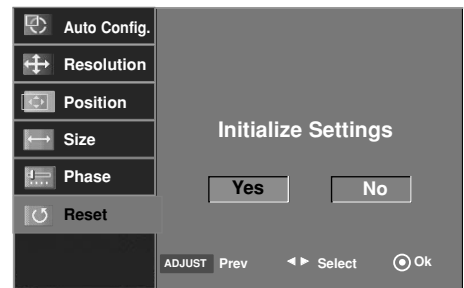 Auto Config.
Resolution
Position
Size
Phase
Reset
Initialize Settings
Yes No
ADJUST Prev ◄► Select Ok